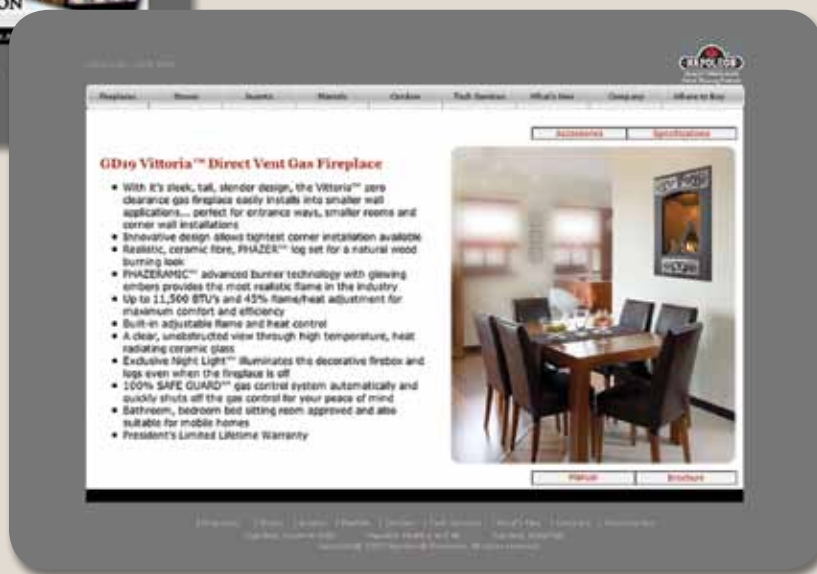 ON
NAPOLEON
Fireplaces Stoves Inserts Mantels Outdoor Tech Services What's New Company Where to Buy
Accessories Specifications
GD19 Vittoria™ Direct Vent Gas Fireplace
• With it's sleek, tall, slender design, the Vittoria™ zero
clearance gas fireplace easily installs into smaller wall
applications... perfect for entrance ways, smaller rooms and
corner wall installations
• Innovative design allows tightest corner installation available
• Realistic, ceramic fibre, PHAZER™ log set for a natural wood
burning look
• PHAZERAMIC™ advanced burner technology with glowing
embers provides the most realistic flame in the industry
• Up to 11,500 BTU's and 45% flame/heat adjustment for
maximum comfort and efficiency
• Built-in adjustable flame and heat control
• A clear, unobstructed view through high temperature, heat
radiating ceramic glass
• Exclusive Night Light™ illuminates the decorative firebox and
logs even when the fireplace is off
• 100% SAFE GUARD™ gas control system automatically and
quickly shuts off the gas control for your peace of mind
• Bathroom, bedroom bed sitting room approved and also
suitable for mobile homes
• President's Limited Lifetime Warranty
Manual Brochure